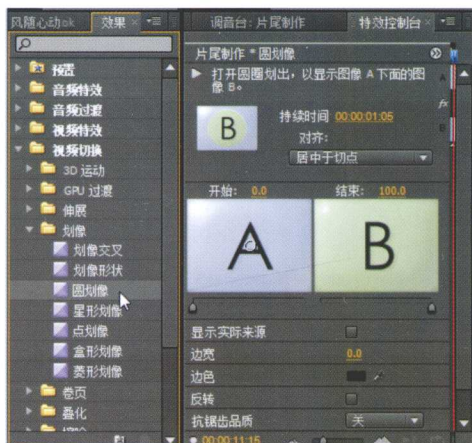 风随心动ok 效果 ×
预置
音频特效
音频过渡
视频特效
视频切换
3D 运动
GPU 过渡
伸展
划像
划像交叉
划像形状
圆划像
星形划像
点划像
盒形划像
菱形划像
卷页
叠化
调音台: 片尾制作 特效控制台 ×
片尾制作 * 圆划像
打开圆圈划出，以显示图像 A 下面的图
像 B。
A
fx
B
B
持续时间 00:00:01:05
对齐:
居中于切点
开始: 0.0 结束: 100.0
A B
显示实际来源
边宽 0.0
边色
反转
抗锯齿品质 关
00:00:11:15